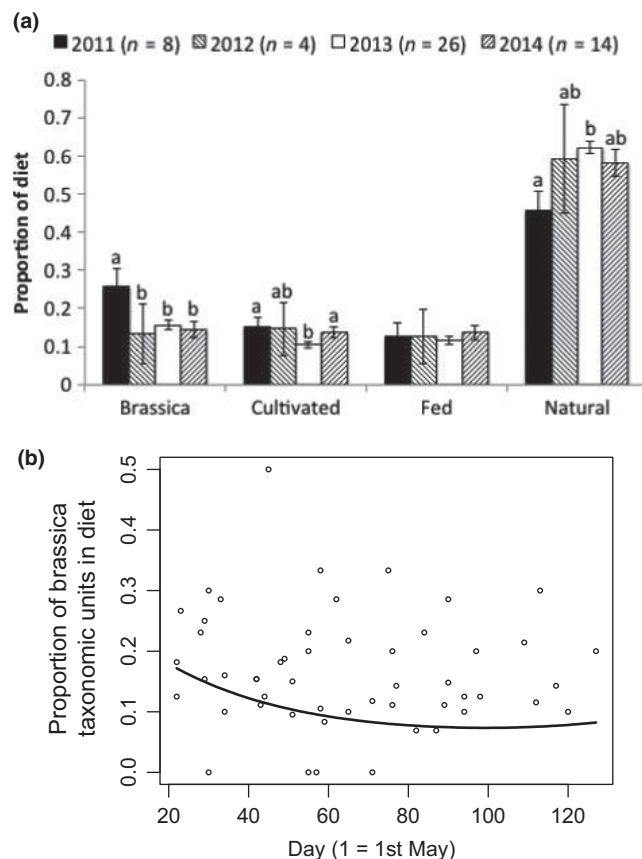 (a)
2011 (n = 8) 2012 (n = 4) 2013 (n = 26) 2014 (n = 14)
Proportion of diet
0.8
0.7
0.6
0.5
0.4
0.3
0.2
0.1
0
a b b b
a ab b a
a ab b ab
Brassica Cultivated Fed Natural
(b)
Proportion of brassica
taxonomic units in diet
0.5
0.4
0.3
0.2
0.1
0.0
20 40 60 80 100 120
Day (1 = 1st May)